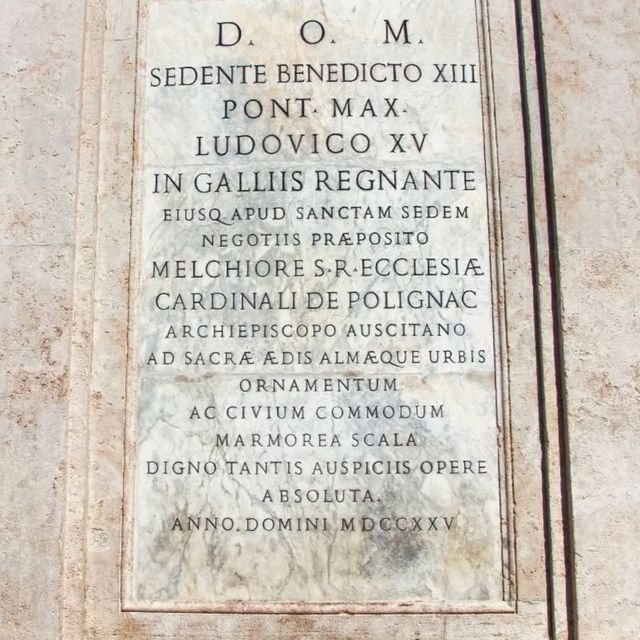 D. O. M.
SEDENTE BENEDICTO XIII
PONT· MAX·
LUDOVICO XV
IN GALLIIS REGNANTE
EIUSQ APUD SANCTAM SEDEM
NEGOTIIS PRÆPOSITO
MELCHIORE S·R·ECCLESIÆ
CARDINALI DE POLIGNAC
ARCHIEPISCOPO AUSCITANO
AD SACRÆ ÆDIS ALMÆQUE URBIS
ORNAMENTUM
AC CIVIUM COMMODUM
MARMOREA SCALA
DIGNO TANTIS AUSPICIIS OPERE
ABSOLUTA.
ANNO. DOMINI MDCCXXV